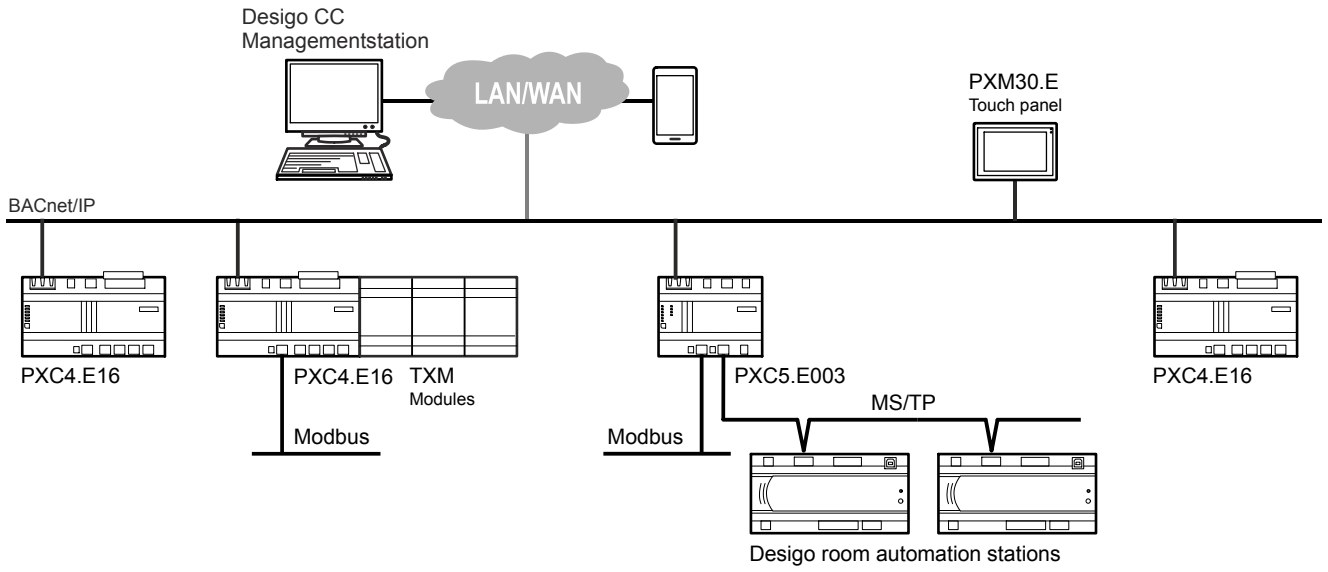 Desigo CC
Managementstation
LAN/WAN
PXM30.E
Touch panel
BACnet/IP
PXC4.E16
PXC4.E16
TXM
Modules
PXC5.E003
PXC4.E16
MS/TP
Modbus
Modbus
Desigo room automation stations